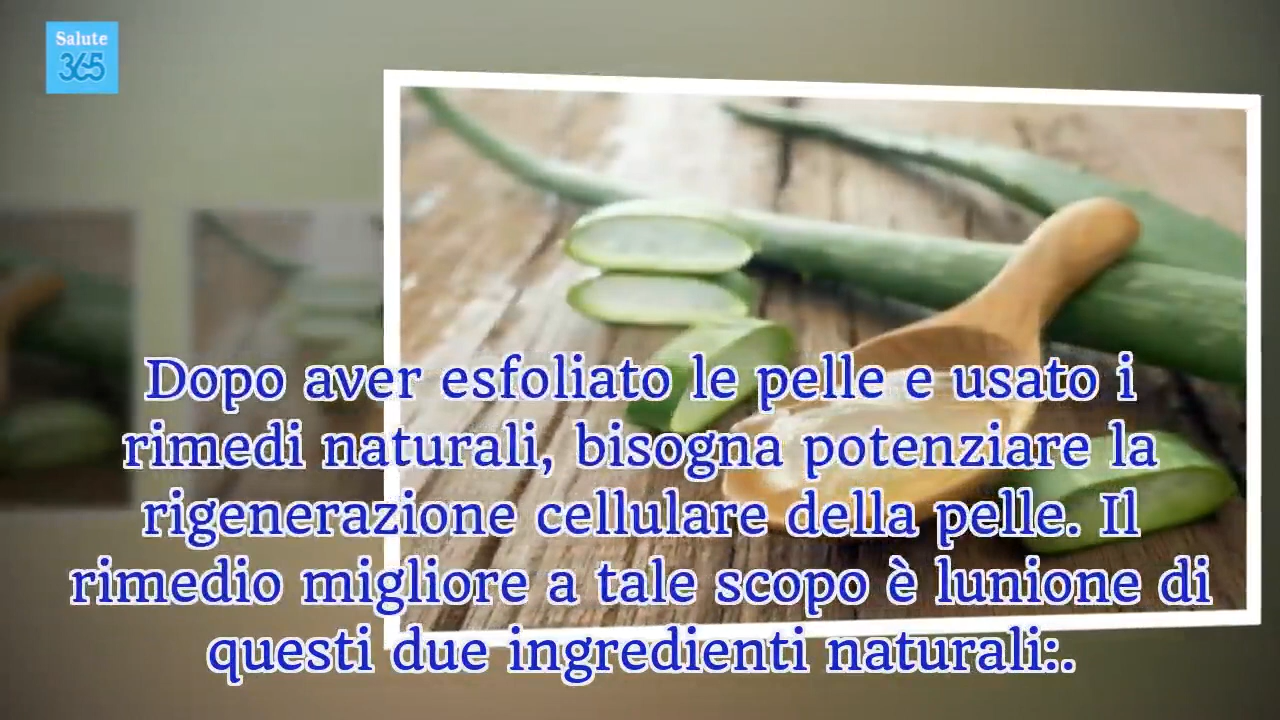 Salute
365
Dopo aver esfoliato le pelle e usato i
rimedi naturali, bisogna potenziare la
rigenerazione cellulare della pelle. Il
rimedio migliore a tale scopo è lunione di
questi due ingredienti naturali:.